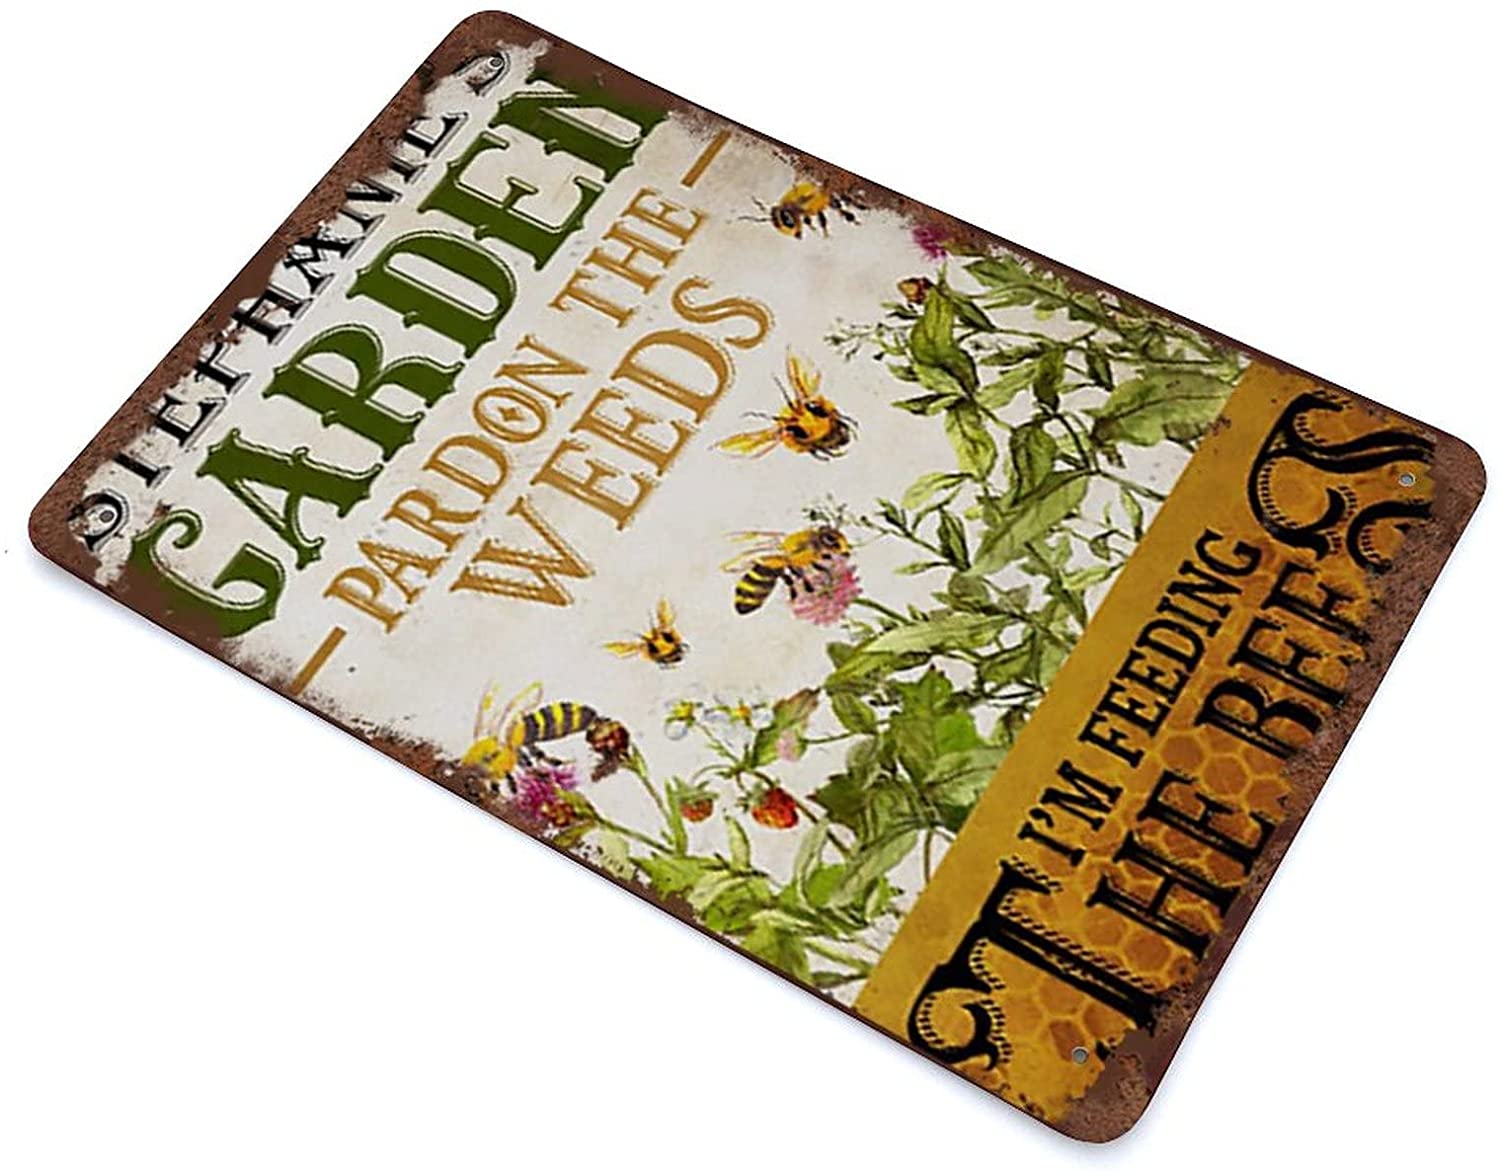 STEPHANIE'S
GARDEN
PARDON THE
WEEDS
I'M FEEDING
THE BEES